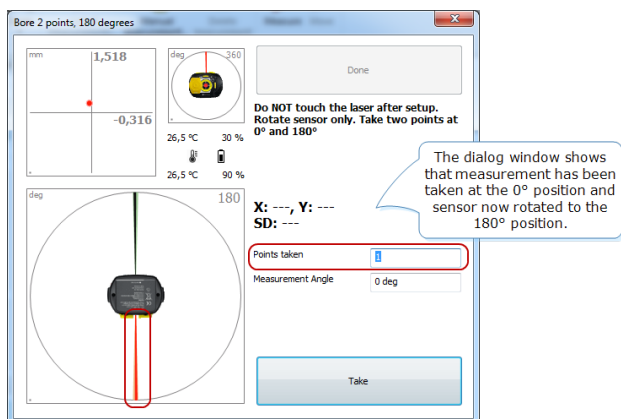 Bore 2 points, 180 degrees
mm
1,518
-0,316
deg
360
26,5 ºC 30 %
26,5 ºC 90 %
Done
Do NOT touch the laser after setup.
Rotate sensor only. Take two points at
0° and 180°
deg
180
X: ---, Y: ---
SD: ---
Points taken
1
Measurement Angle
0 deg
Take
The dialog window shows
that measurement has been
taken at the 0° position and
sensor now rotated to the
180° position.